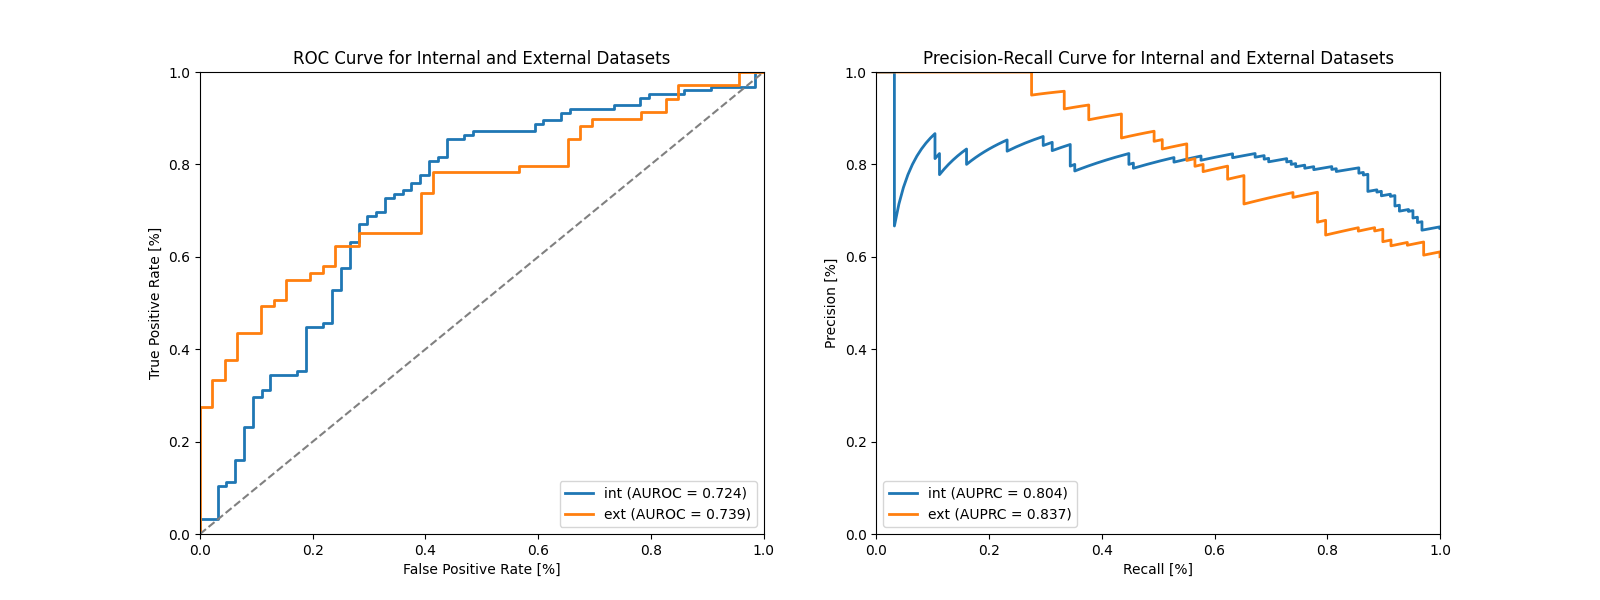 ROC Curve for Internal and External Datasets
1.0
0.8
0.6
0.4
0.2
0.0
True Positive Rate [%]
0.0 0.2 0.4 0.6 0.8 1.0
False Positive Rate [%]
int (AUROC = 0.724)
ext (AUROC = 0.739)
Precision-Recall Curve for Internal and External Datasets
1.0
0.8
0.6
0.4
0.2
0.0
Precision [%]
0.0 0.2 0.4 0.6 0.8 1.0
Recall [%]
int (AUPRC = 0.804)
ext (AUPRC = 0.837)